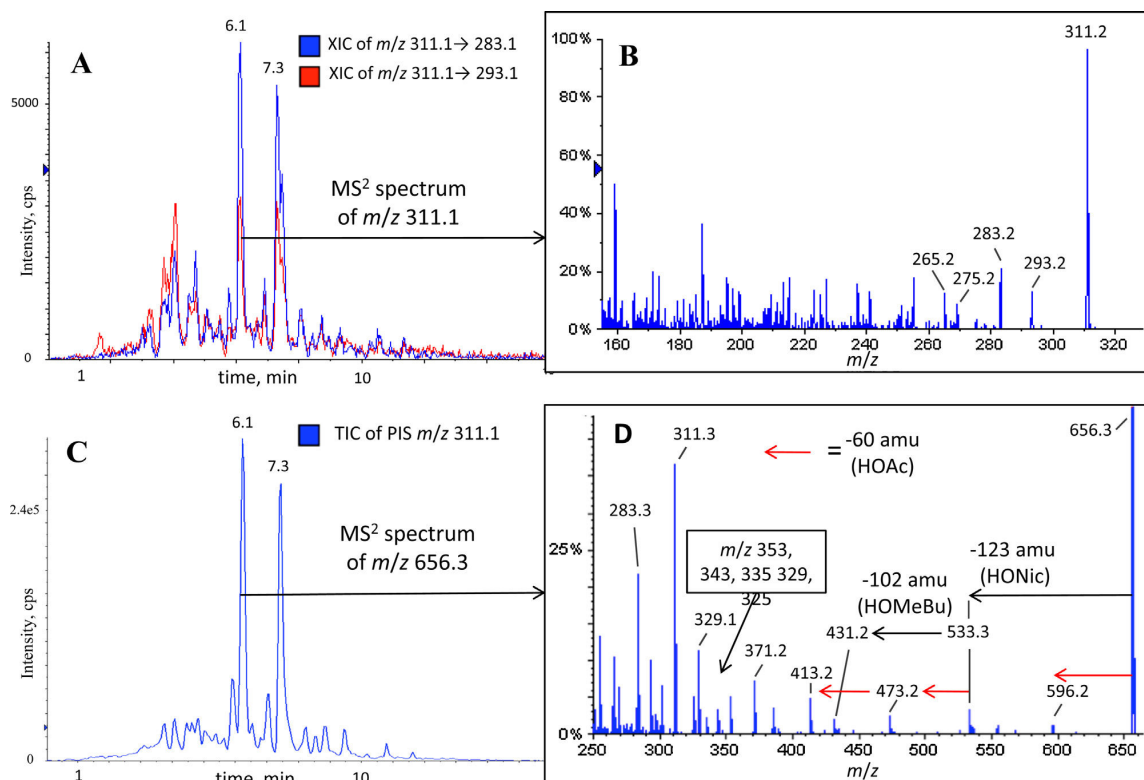 A
6.1
7.3
XIC of m/z 311.1→ 283.1
XIC of m/z 311.1→ 293.1
5000
Intensity, cps
0
1
time, min
10
MS² spectrum
of m/z 311.1
B
100%
80%
60%
40%
20%
0%
311.2
283.2
265.2
275.2
293.2
160 180 200 220 240 260 280 300 320
m/z
C
6.1
7.3
TIC of PIS m/z 311.1
2.4e5
Intensity, cps
0
1
time, min
10
MS² spectrum
of m/z 656.3
D
311.3
= -60 amu
(HOAc)
656.3
283.3
25%
m/z 353,
343, 335 329,
325
-123 amu
(HONic)
-102 amu
(HOMeBu)
329.1
431.2
533.3
371.2
413.2
473.2
596.2
0%
250 300 350 400 450 500 550 600 650
m/z